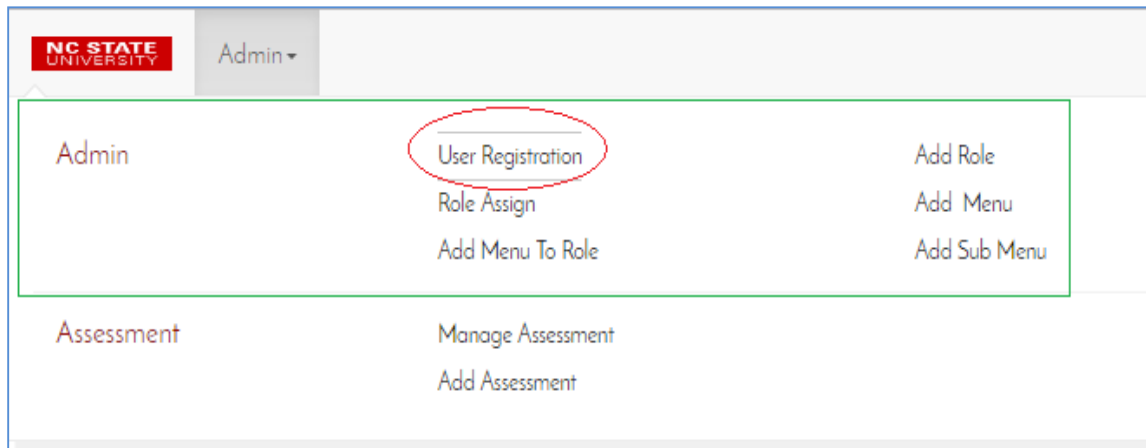 NC STATE
UNIVERSITY
Admin
Admin
User Registration
Add Role
Role Assign
Add Menu
Add Menu To Role
Add Sub Menu
Assessment
Manage Assessment
Add Assessment